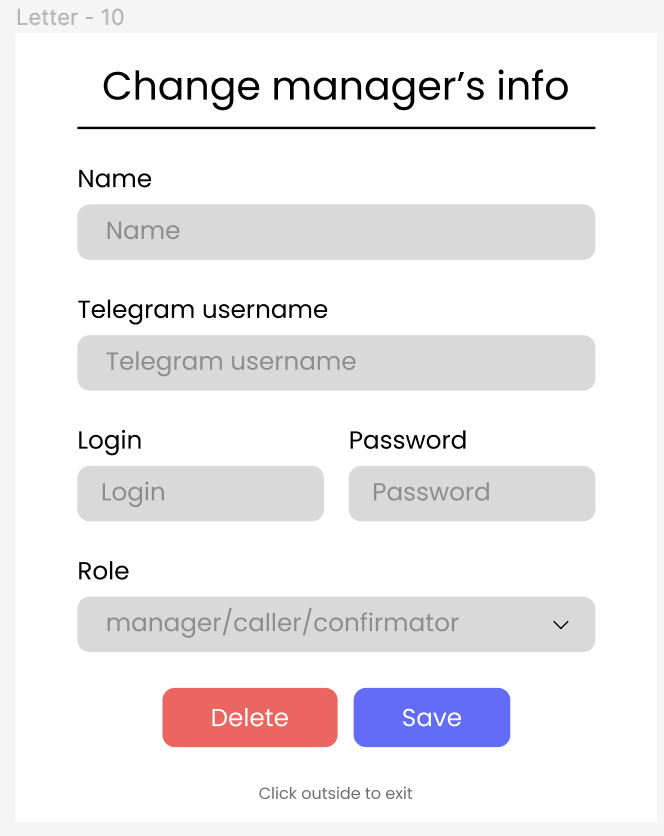 Letter - 10
Change manager’s info
Name
Name
Telegram username
Telegram username
Login Password
Login Password
Role
manager/caller/confirmator
Delete Save
Click outside to exit